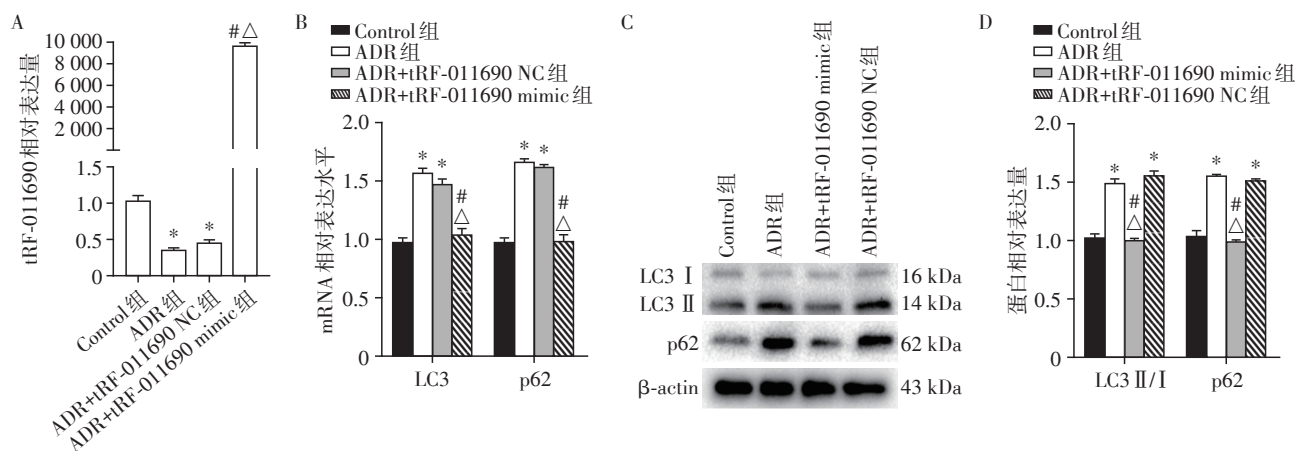 A
tRF-011690相对表达量
10 000
8 000
6 000
4 000
2 000
1.5
1.0
0.5
0
*
*
#△
Control组
ADR组
ADR+tRF-011690 NC组
ADR+tRF-011690 mimic组
B
Control组
ADR组
ADR+tRF-011690 NC组
ADR+tRF-011690 mimic组
mRNA相对表达水平
2.0
1.5
1.0
0.5
0
* *
#
△
* *
#
△
LC3 p62
C
Control组
ADR组
ADR+tRF-011690 mimic组
ADR+tRF-011690 NC组
LC3 Ⅰ 16 kDa
LC3 Ⅱ 14 kDa
p62 62 kDa
β-actin 43 kDa
D
Control组
ADR组
ADR+tRF-011690 mimic组
ADR+tRF-011690 NC组
蛋白相对表达量
2.0
1.5
1.0
0.5
0
* *
#
△
* *
#
△
LC3 Ⅱ/Ⅰ p62